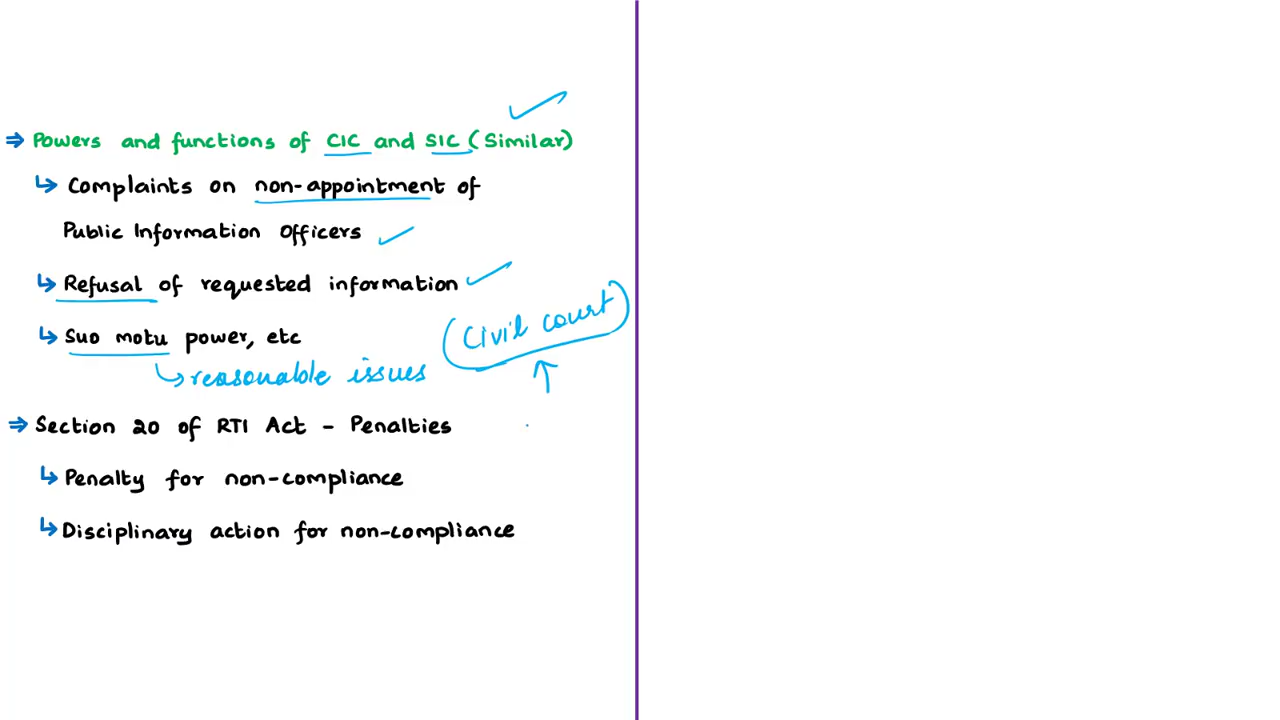 ⇒ Powers and functions of CIC and SIC (Similar)
↳ Complaints on non-appointment of
Public Information Officers
↳ Refusal of requested information
↳ Suo motu power, etc
(Civil court)
↳ reasonable issues
⇒ Section 20 of RTI Act - Penalties
↳ Penalty for non-compliance
↳ Disciplinary action for non-compliance